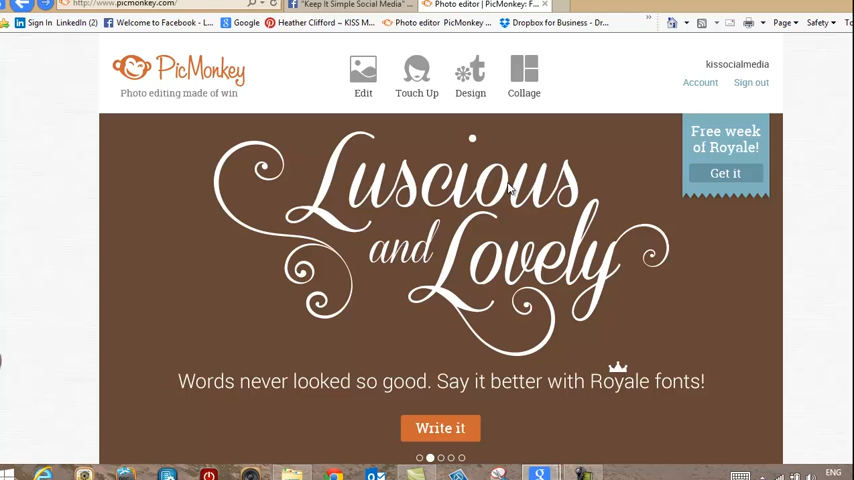 http://www.picmonkey.com/
"Keep It Simple Social Media" ...
Photo editor | PicMonkey: F...
Sign In LinkedIn (2)
Welcome to Facebook - L...
Google
Heather Clifford ~ KISS M...
Photo editor PicMonkey ...
Dropbox for Business - Dr...
Page
Safety
PicMonkey
Photo editing made of win
Edit
Touch Up
Design
Collage
kissocialmedia
Account
Sign out
Free week
of Royale!
Get it
Luscious
and Lovely
Words never looked so good. Say it better with Royale fonts!
Write it
ENG